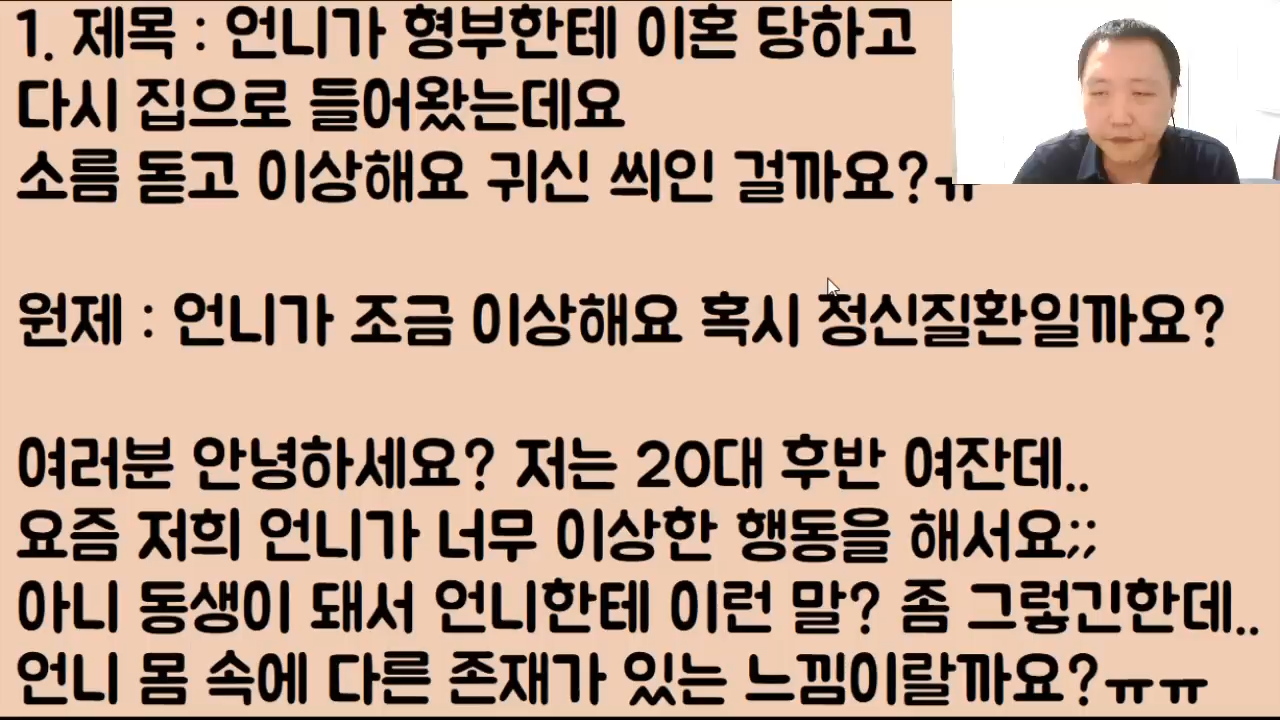 1. 제목 : 언니가 형부한테 이혼 당하고
다시 집으로 들어왔는데요
소름 돋고 이상해요 귀신 씌인 걸까요?ㅠ
원제 : 언니가 조금 이상해요 혹시 정신질환일까요?
여러분 안녕하세요? 저는 20대 후반 여잔데..
요즘 저희 언니가 너무 이상한 행동을 해서요;;
아니 동생이 돼서 언니한테 이런 말? 좀 그렇긴한데..
언니 몸 속에 다른 존재가 있는 느낌이랄까요?ㅠㅠ